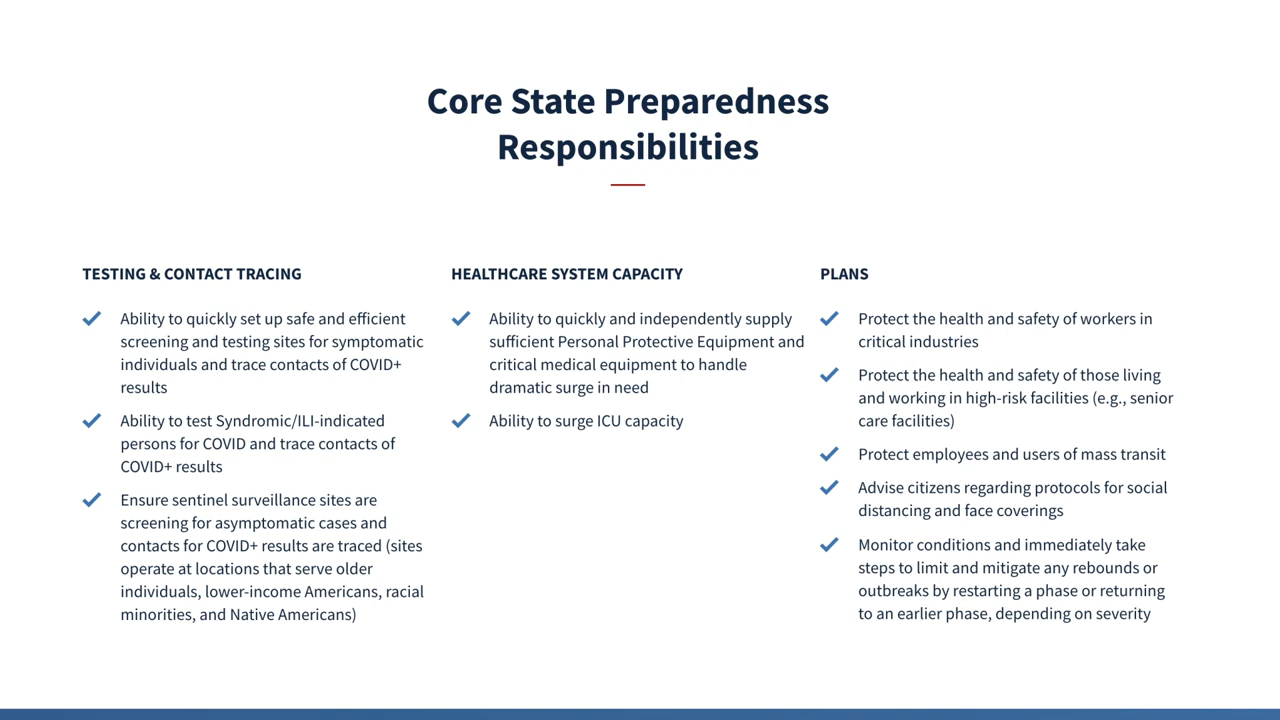 Core State Preparedness
Responsibilities
TESTING & CONTACT TRACING
Ability to quickly set up safe and efficient
screening and testing sites for symptomatic
individuals and trace contacts of COVID+
results
Ability to test Syndromic/ILI-indicated
persons for COVID and trace contacts of
COVID+ results
Ensure sentinel surveillance sites are
screening for asymptomatic cases and
contacts for COVID+ results are traced (sites
operate at locations that serve older
individuals, lower-income Americans, racial
minorities, and Native Americans)
HEALTHCARE SYSTEM CAPACITY
Ability to quickly and independently supply
sufficient Personal Protective Equipment and
critical medical equipment to handle
dramatic surge in need
Ability to surge ICU capacity
PLANS
Protect the health and safety of workers in
critical industries
Protect the health and safety of those living
and working in high-risk facilities (e.g., senior
care facilities)
Protect employees and users of mass transit
Advise citizens regarding protocols for social
distancing and face coverings
Monitor conditions and immediately take
steps to limit and mitigate any rebounds or
outbreaks by restarting a phase or returning
to an earlier phase, depending on severity